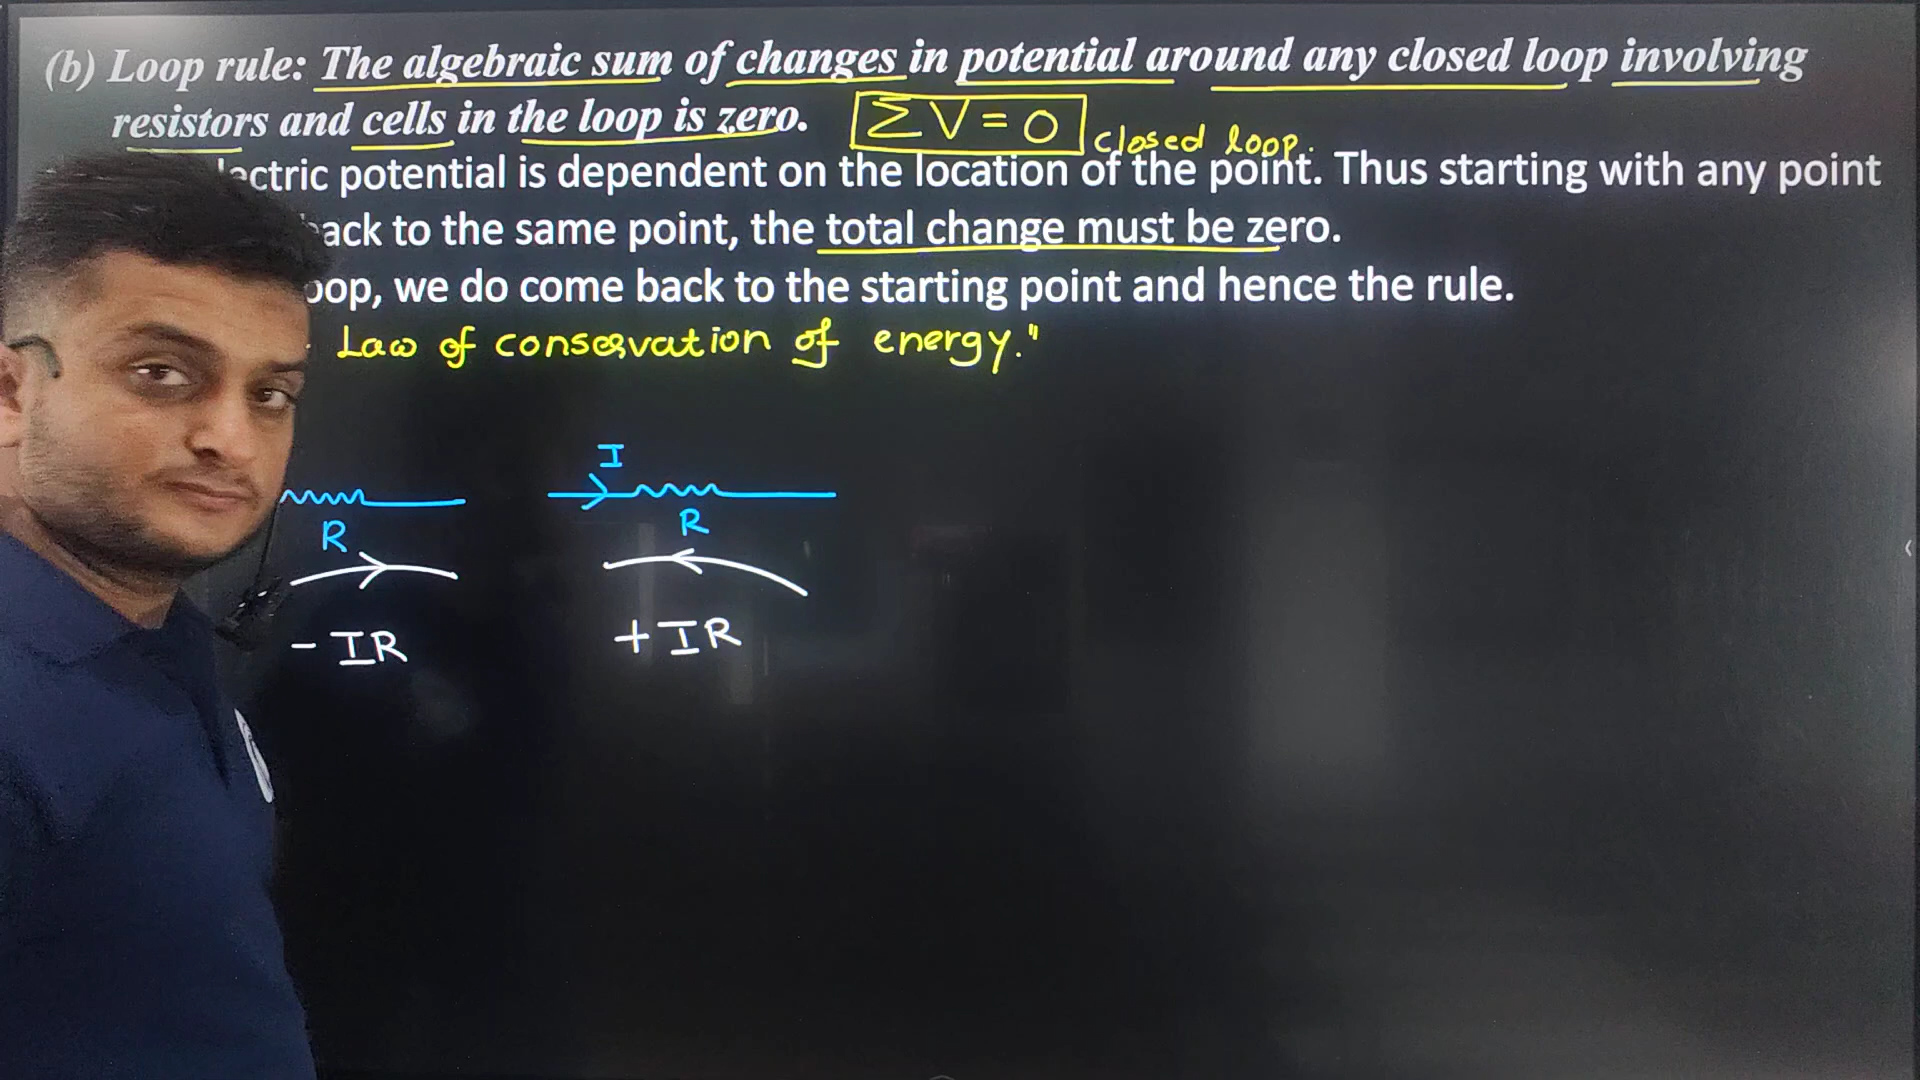 (b) Loop rule: The algebraic sum of changes in potential around any closed loop involving
resistors and cells in the loop is zero. ΣV=0 closed loop.
potential is dependent on the location of the point. Thus starting with any point
to the same point, the total change must be zero.
we do come back to the starting point and hence the rule.
Law of conservation of energy."
I
R
R
- IR
+ IR